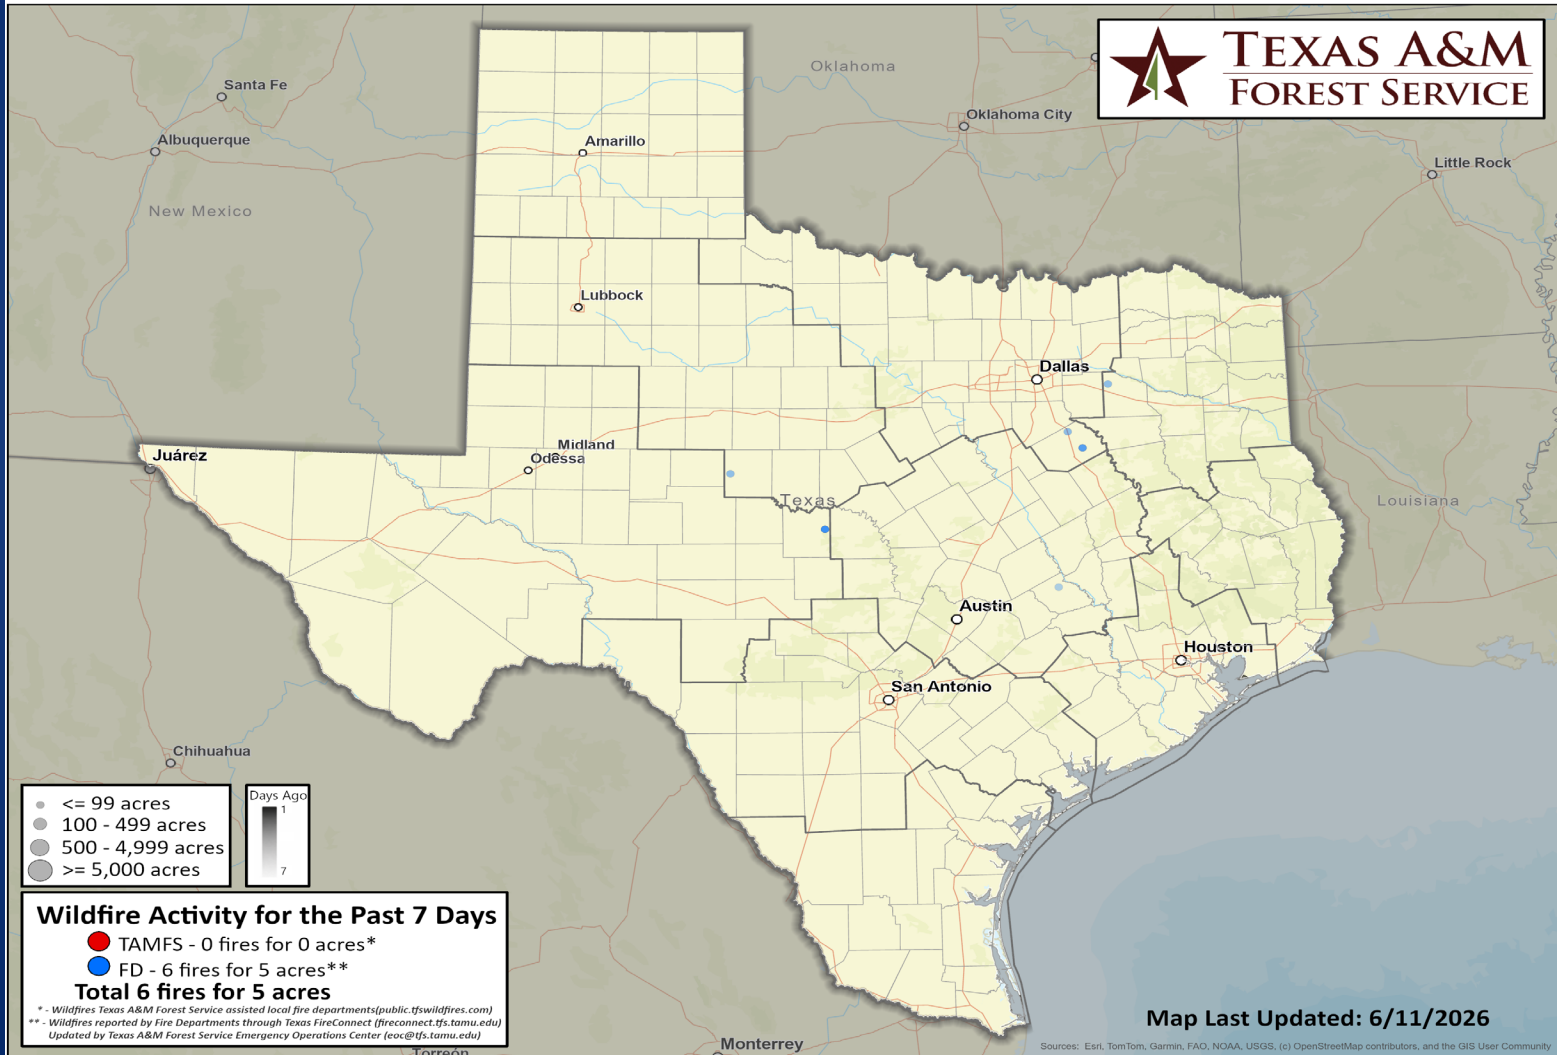 TEXAS A&M
FOREST SERVICE
Oklahoma
Santa Fe
Oklahoma City
Albuquerque
Amarillo
Little Rock
New Mexico
Lubbock
Dallas
Midland
Odessa
Juárez
Texas
Louisiana
Austin
Houston
San Antonio
Chihuahua
<= 99 acres
100 - 499 acres
500 - 4,999 acres
>= 5,000 acres
Days Ago
1
7
Wildfire Activity for the Past 7 Days
TAMFS - 0 fires for 0 acres*
FD - 6 fires for 5 acres**
Total 6 fires for 5 acres
* - Wildfires Texas A&M Forest Service assisted local fire departments(public.tfswildfires.com)
** - Wildfires reported by Fire Departments through Texas FireConnect (fireconnect.tfs.tamu.edu)
Updated by Texas A&M Forest Service Emergency Operations Center (eoc@tfs.tamu.edu)
Map Last Updated: 6/11/2026
Monterrey
Torreón
Sources: Esri, TomTom, Garmin, FAO, NOAA, USGS, (c) OpenStreetMap contributors, and the GIS User Community